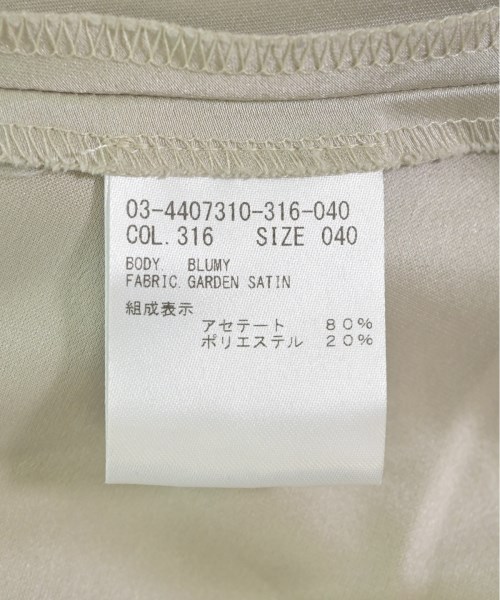 03-4407310-316-040
COL. 316 SIZE 040
BODY. BLUMY
FABRIC. GARDEN SATIN
組成表示
アセテート 80%
ポリエステル 20%